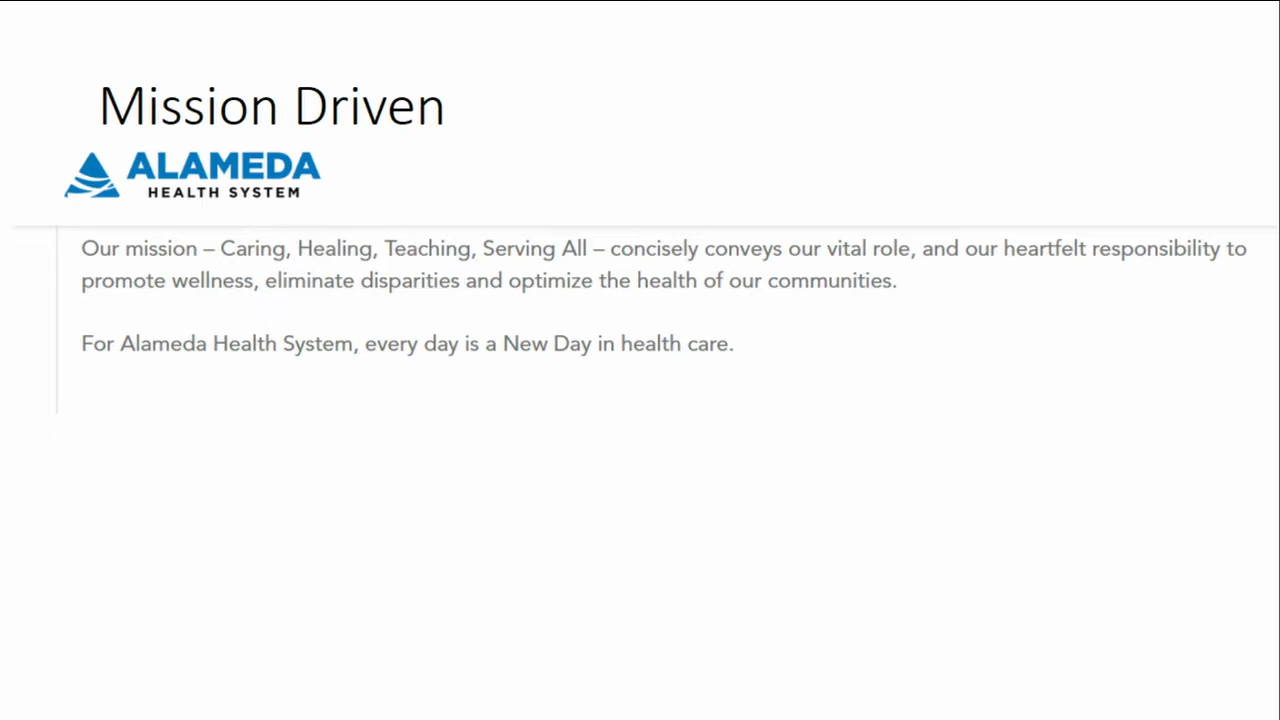 Mission Driven
ALAMEDA
HEALTH SYSTEM
Our mission – Caring, Healing, Teaching, Serving All – concisely conveys our vital role, and our heartfelt responsibility to
promote wellness, eliminate disparities and optimize the health of our communities.
For Alameda Health System, every day is a New Day in health care.